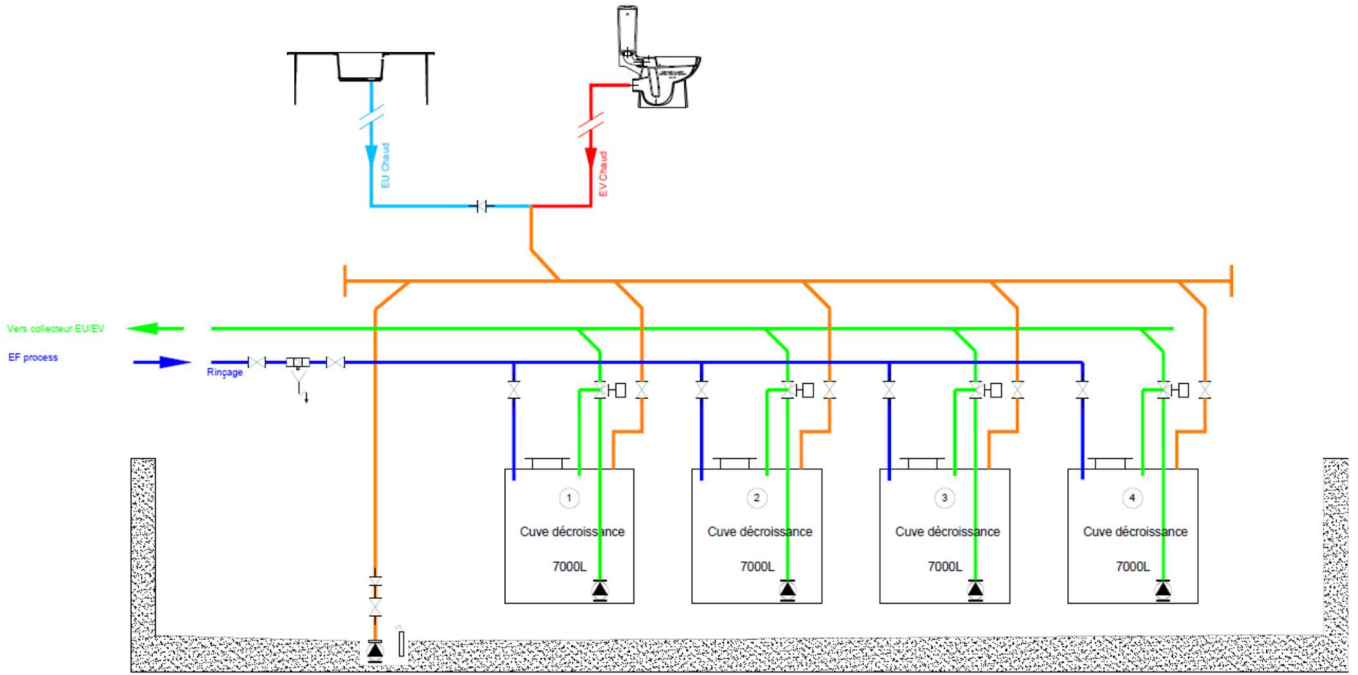 EU Chaud
EV Chaud
Vers collecteur EU/EV
EF process
Rinçage
1
Cuve décroissance
7000L
2
Cuve décroissance
7000L
3
Cuve décroissance
7000L
4
Cuve décroissance
7000L